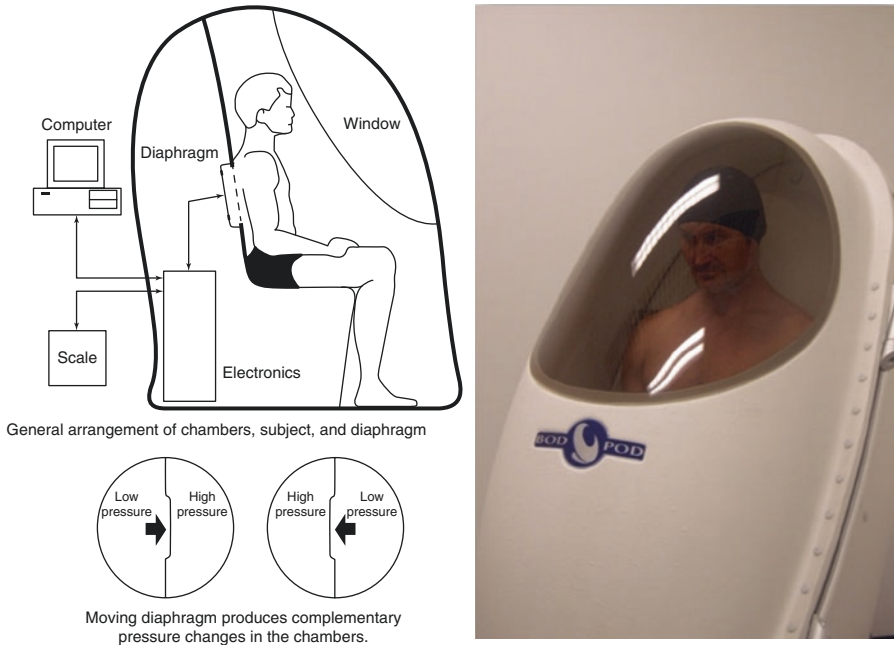 Computer
Diaphragm
Window
Scale
Electronics
General arrangement of chambers, subject, and diaphragm
Low
pressure
High
pressure
High
pressure
Low
pressure
Moving diaphragm produces complementary
pressure changes in the chambers.
BOD POD